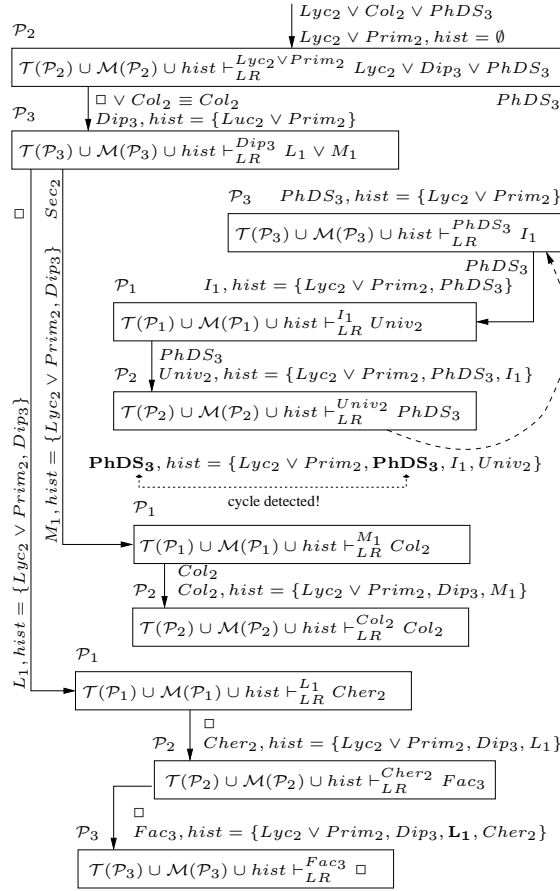 Lyc₂ ∨ Col₂ ∨ PhDS₃
Lyc₂ ∨ Prim₂, hist = ∅
𝒫₂
𝒯(𝒫₂) ∪ ℳ(𝒫₂) ∪ hist ⊢_{LR}^{Lyc₂∨Prim₂} Lyc₂ ∨ Dip₃ ∨ PhDS₃
□ ∨ Col₂ ≡ Col₂
PhDS₃
Dip₃, hist = {Luc₂ ∨ Prim₂}
𝒫₃
𝒯(𝒫₃) ∪ ℳ(𝒫₃) ∪ hist ⊢_{LR}^{Dip₃} L₁ ∨ M₁
□
Sec₂
L₁, hist = {Lyc₂ ∨ Prim₂, Dip₃}
M₁, hist = {Lyc₂ ∨ Prim₂, Dip₃}
𝒫₃ PhDS₃, hist = {Lyc₂ ∨ Prim₂}
𝒯(𝒫₃) ∪ ℳ(𝒫₃) ∪ hist ⊢_{LR}^{PhDS₃} I₁
PhDS₃
𝒫₁ I₁, hist = {Lyc₂ ∨ Prim₂, PhDS₃}
𝒯(𝒫₁) ∪ ℳ(𝒫₁) ∪ hist ⊢_{LR}^{I₁} Univ₂
PhDS₃
𝒫₂ Univ₂, hist = {Lyc₂ ∨ Prim₂, PhDS₃, I₁}
𝒯(𝒫₂) ∪ ℳ(𝒫₂) ∪ hist ⊢_{LR}^{Univ₂} PhDS₃
PhDS₃, hist = {Lyc₂ ∨ Prim₂, PhDS₃, I₁, Univ₂}
cycle detected!
𝒫₁
𝒯(𝒫₁) ∪ ℳ(𝒫₁) ∪ hist ⊢_{LR}^{M₁} Col₂
Col₂
𝒫₂ Col₂, hist = {Lyc₂ ∨ Prim₂, Dip₃, M₁}
𝒯(𝒫₂) ∪ ℳ(𝒫₂) ∪ hist ⊢_{LR}^{Col₂} Col₂
𝒫₁
𝒯(𝒫₁) ∪ ℳ(𝒫₁) ∪ hist ⊢_{LR}^{L₁} Cher₂
□
𝒫₂ Cher₂, hist = {Lyc₂ ∨ Prim₂, Dip₃, L₁}
𝒯(𝒫₂) ∪ ℳ(𝒫₂) ∪ hist ⊢_{LR}^{Cher₂} Fac₃
□
𝒫₃ Fac₃, hist = {Lyc₂ ∨ Prim₂, Dip₃, L₁, Cher₂}
𝒯(𝒫₃) ∪ ℳ(𝒫₃) ∪ hist ⊢_{LR}^{Fac₃} □